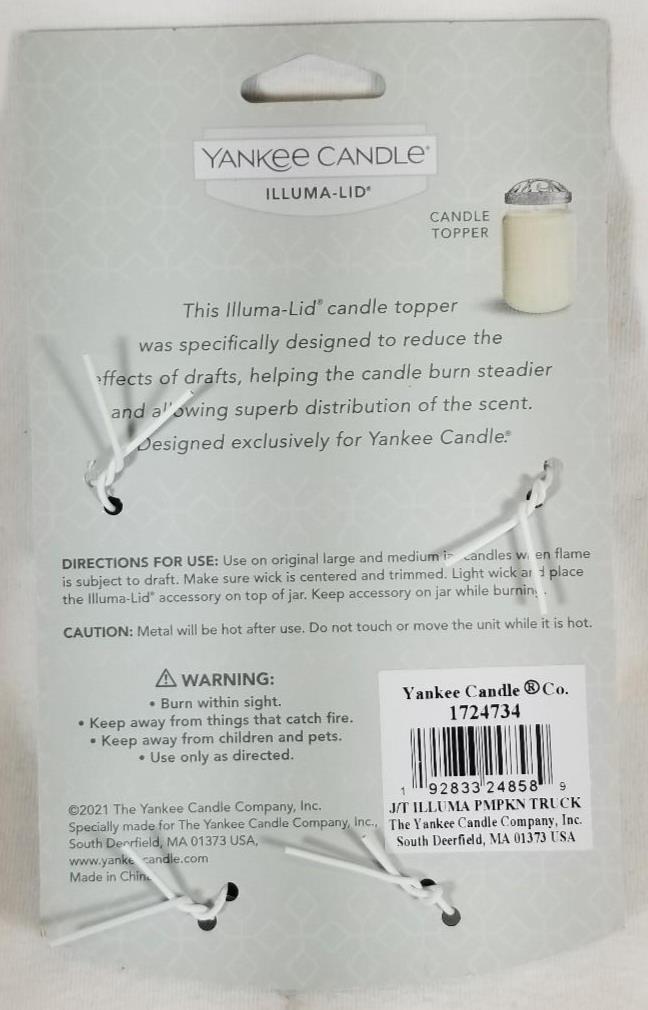 YANKEE CANDLE®
ILLUMA-LID®
CANDLE
TOPPER
This Illuma-Lid® candle topper
was specifically designed to reduce the
effects of drafts, helping the candle burn steadier
and allowing superb distribution of the scent.
Designed exclusively for Yankee Candle.®
DIRECTIONS FOR USE: Use on original large and medium jar candles when flame
is subject to draft. Make sure wick is centered and trimmed. Light wick and place
the Illuma-Lid® accessory on top of jar. Keep accessory on jar while burning.
CAUTION: Metal will be hot after use. Do not touch or move the unit while it is hot.
⚠ WARNING:
• Burn within sight.
• Keep away from things that catch fire.
• Keep away from children and pets.
• Use only as directed.
©2021 The Yankee Candle Company, Inc.
Specially made for The Yankee Candle Company, Inc.,
South Deerfield, MA 01373 USA,
www.yankeecandle.com
Made in China
Yankee Candle ® Co.
1724734
1 92833 24858 9
J/T ILLUMA PMPKN TRUCK
The Yankee Candle Company, Inc.
South Deerfield, MA 01373 USA